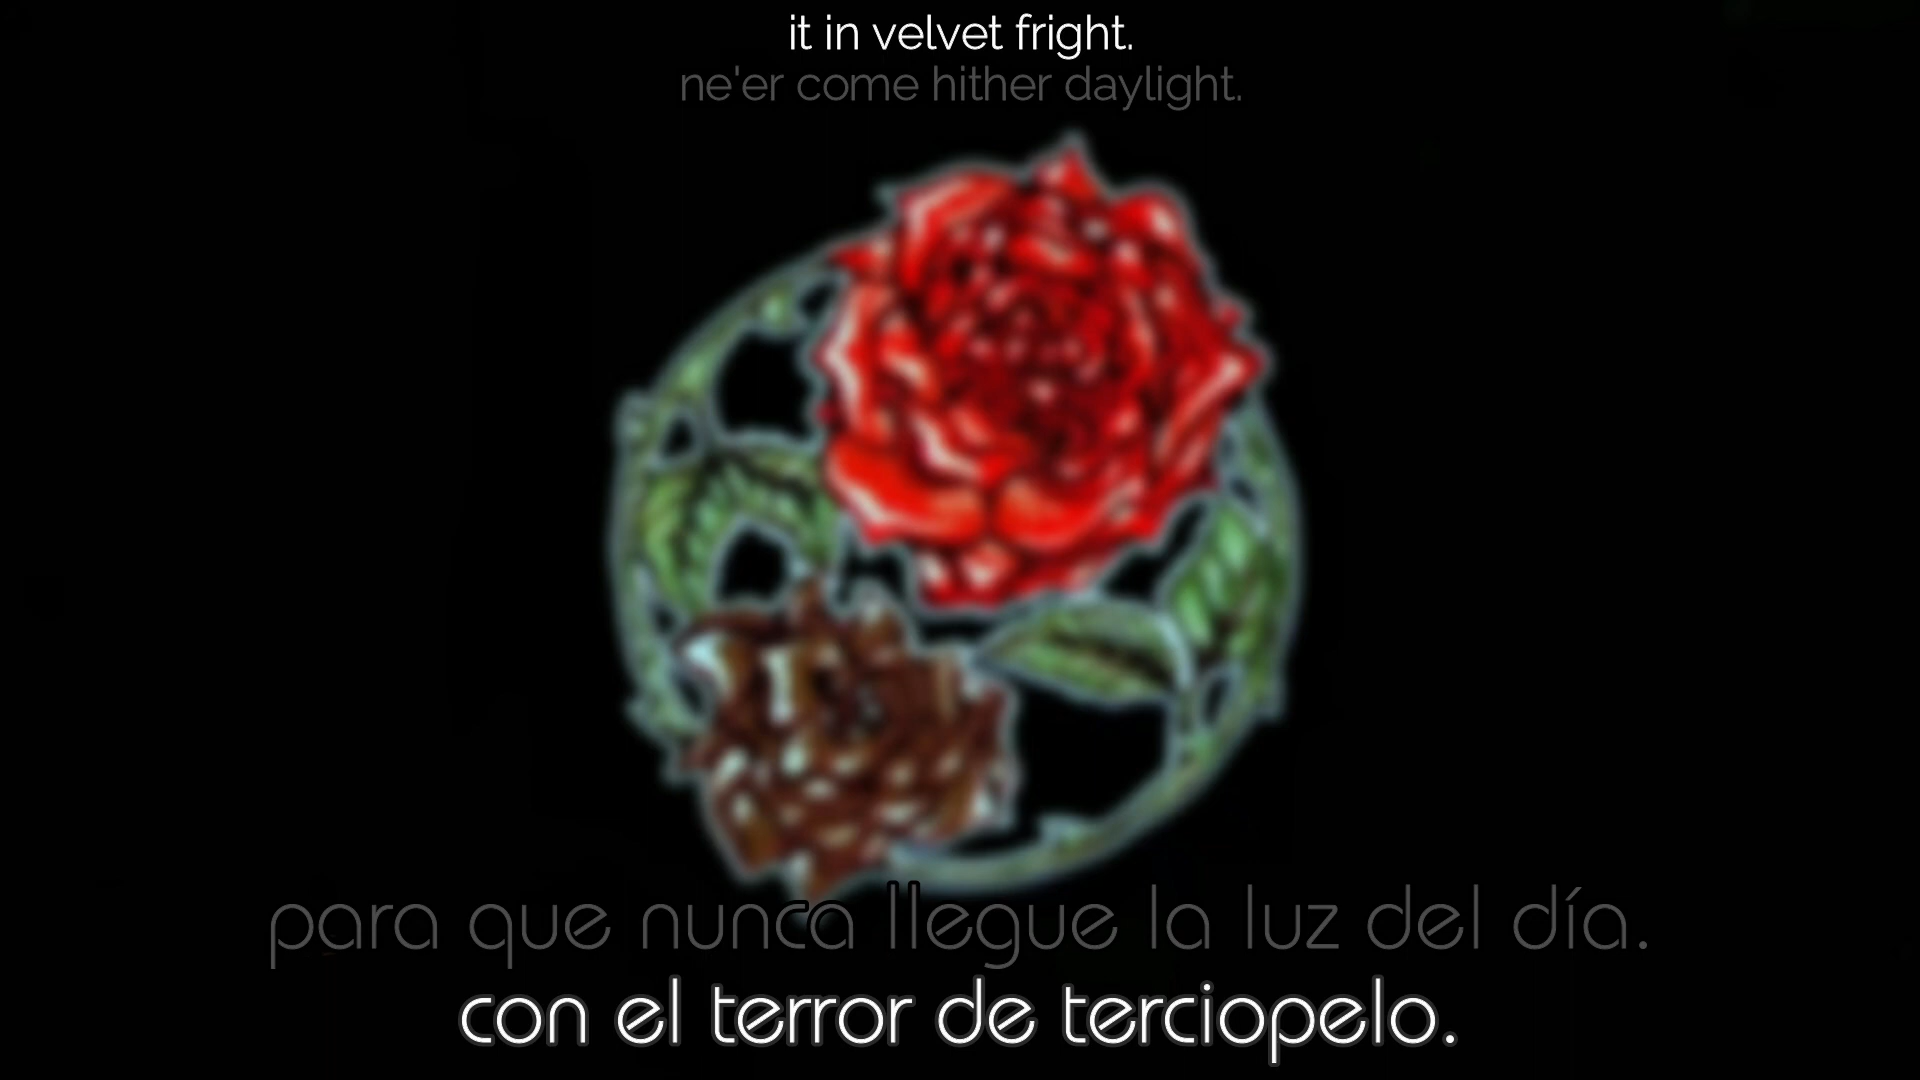 it in velvet fright.
ne'er come hither daylight.
para que nunca llegue la luz del día.
con el terror de terciopelo.